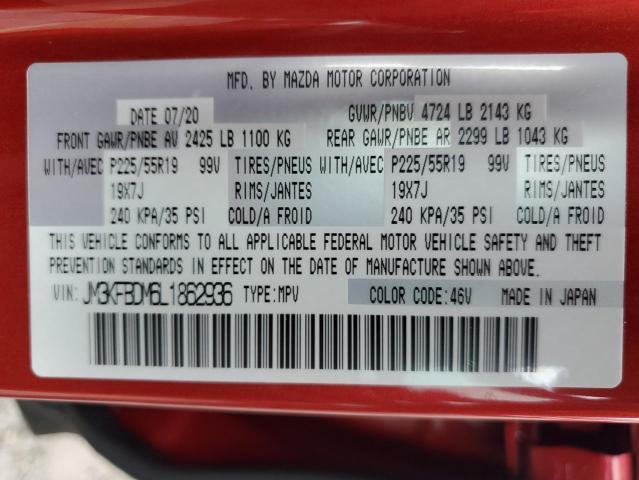 MFD. BY MAZDA MOTOR CORPORATION
DATE 07/20 GVWR/PNBV 4724 LB 2143 KG
FRONT GAWR/PNBE AV 2425 LB 1100 KG REAR GAWR/PNBE AR 2299 LB 1043 KG
WITH/AVEC P225/55R19 99V TIRES/PNEUS WITH/AVEC P225/55R19 99V TIRES/PNEUS
19X7J RIMS/JANTES 19X7J RIMS/JANTES
240 KPA/35 PSI COLD/A FROID 240 KPA/35 PSI COLD/A FROID
THIS VEHICLE CONFORMS TO ALL APPLICABLE FEDERAL MOTOR VEHICLE SAFETY AND THEFT
PREVENTION STANDARDS IN EFFECT ON THE DATE OF MANUFACTURE SHOWN ABOVE.
VIN: JM3KFBDM6L1862936 TYPE:MPV COLOR CODE:46V MADE IN JAPAN